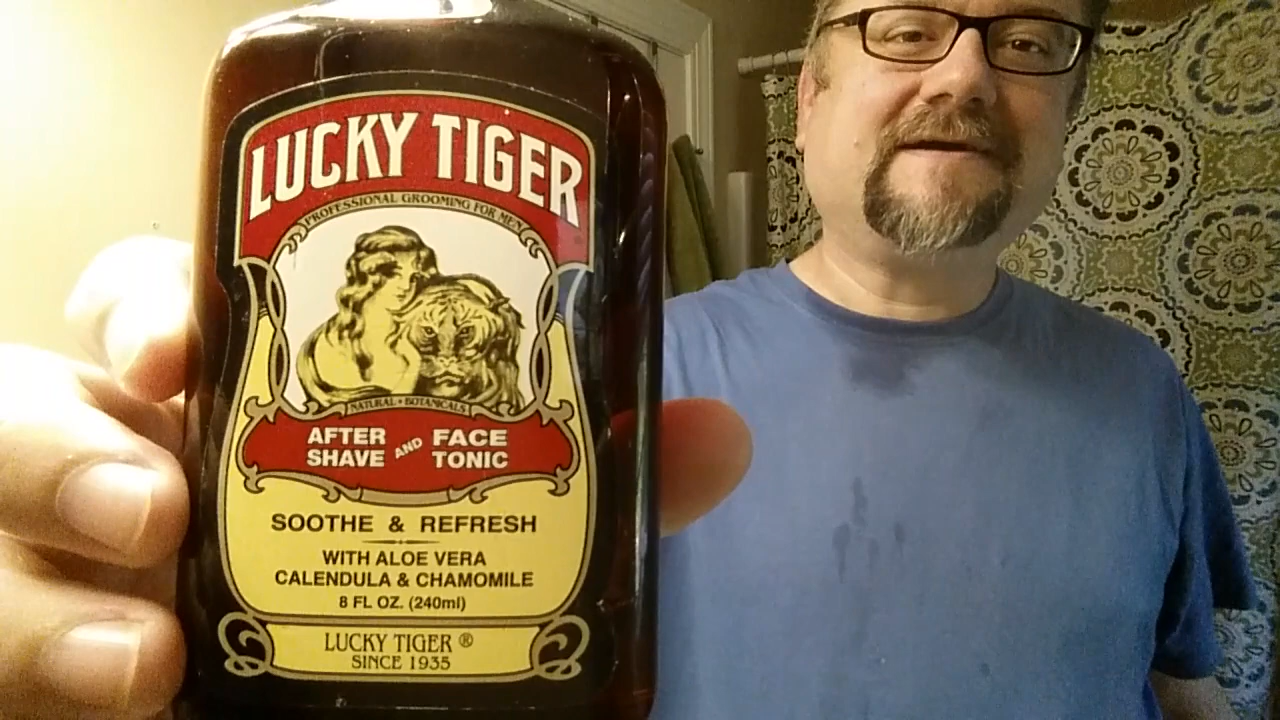 LUCKY TIGER
PROFESSIONAL GROOMING FOR MEN
NATURAL • BOTANICALS
AFTER SHAVE AND FACE TONIC
SOOTHE & REFRESH
WITH ALOE VERA
CALENDULA & CHAMOMILE
8 FL OZ. (240ml)
LUCKY TIGER ®
SINCE 1935